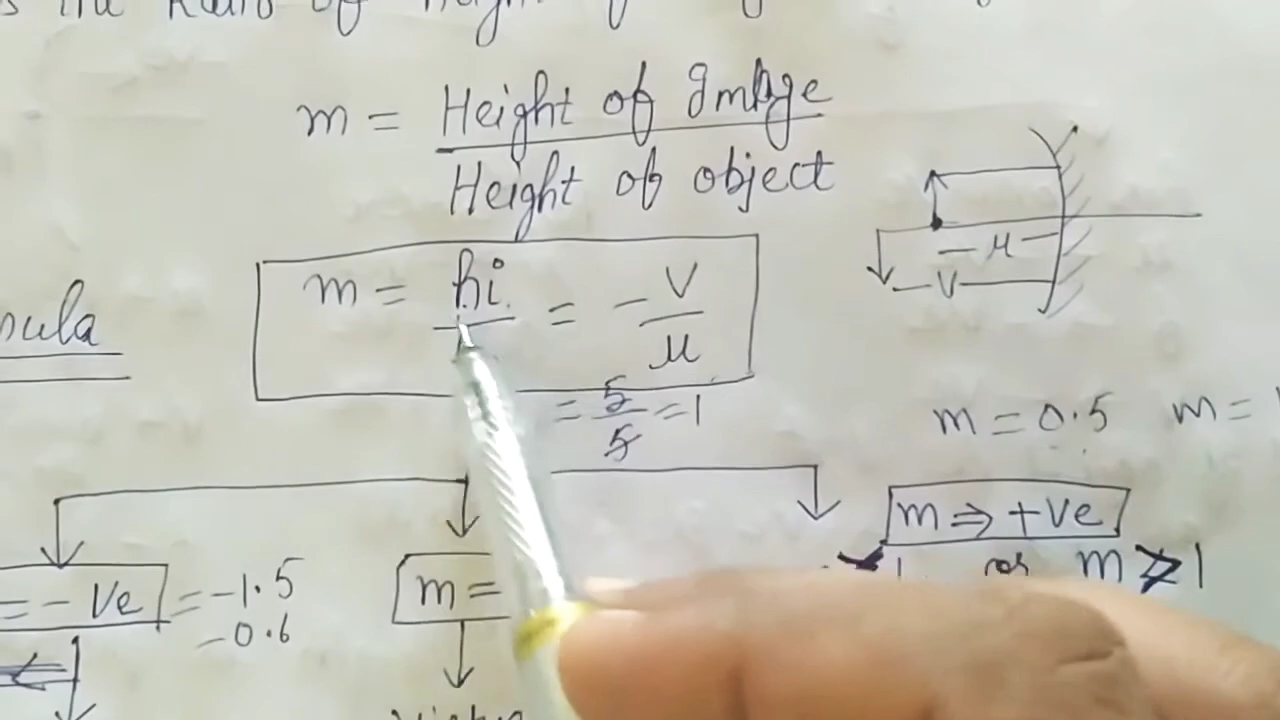 m = Height of Image
Height of object
m = hi = - v
u
- u -
- v -
= 5 = 1
5
m = 0.5 m =
m ⇒ +ve
= - ve = -1.5
-0.6
m =
or m > 1